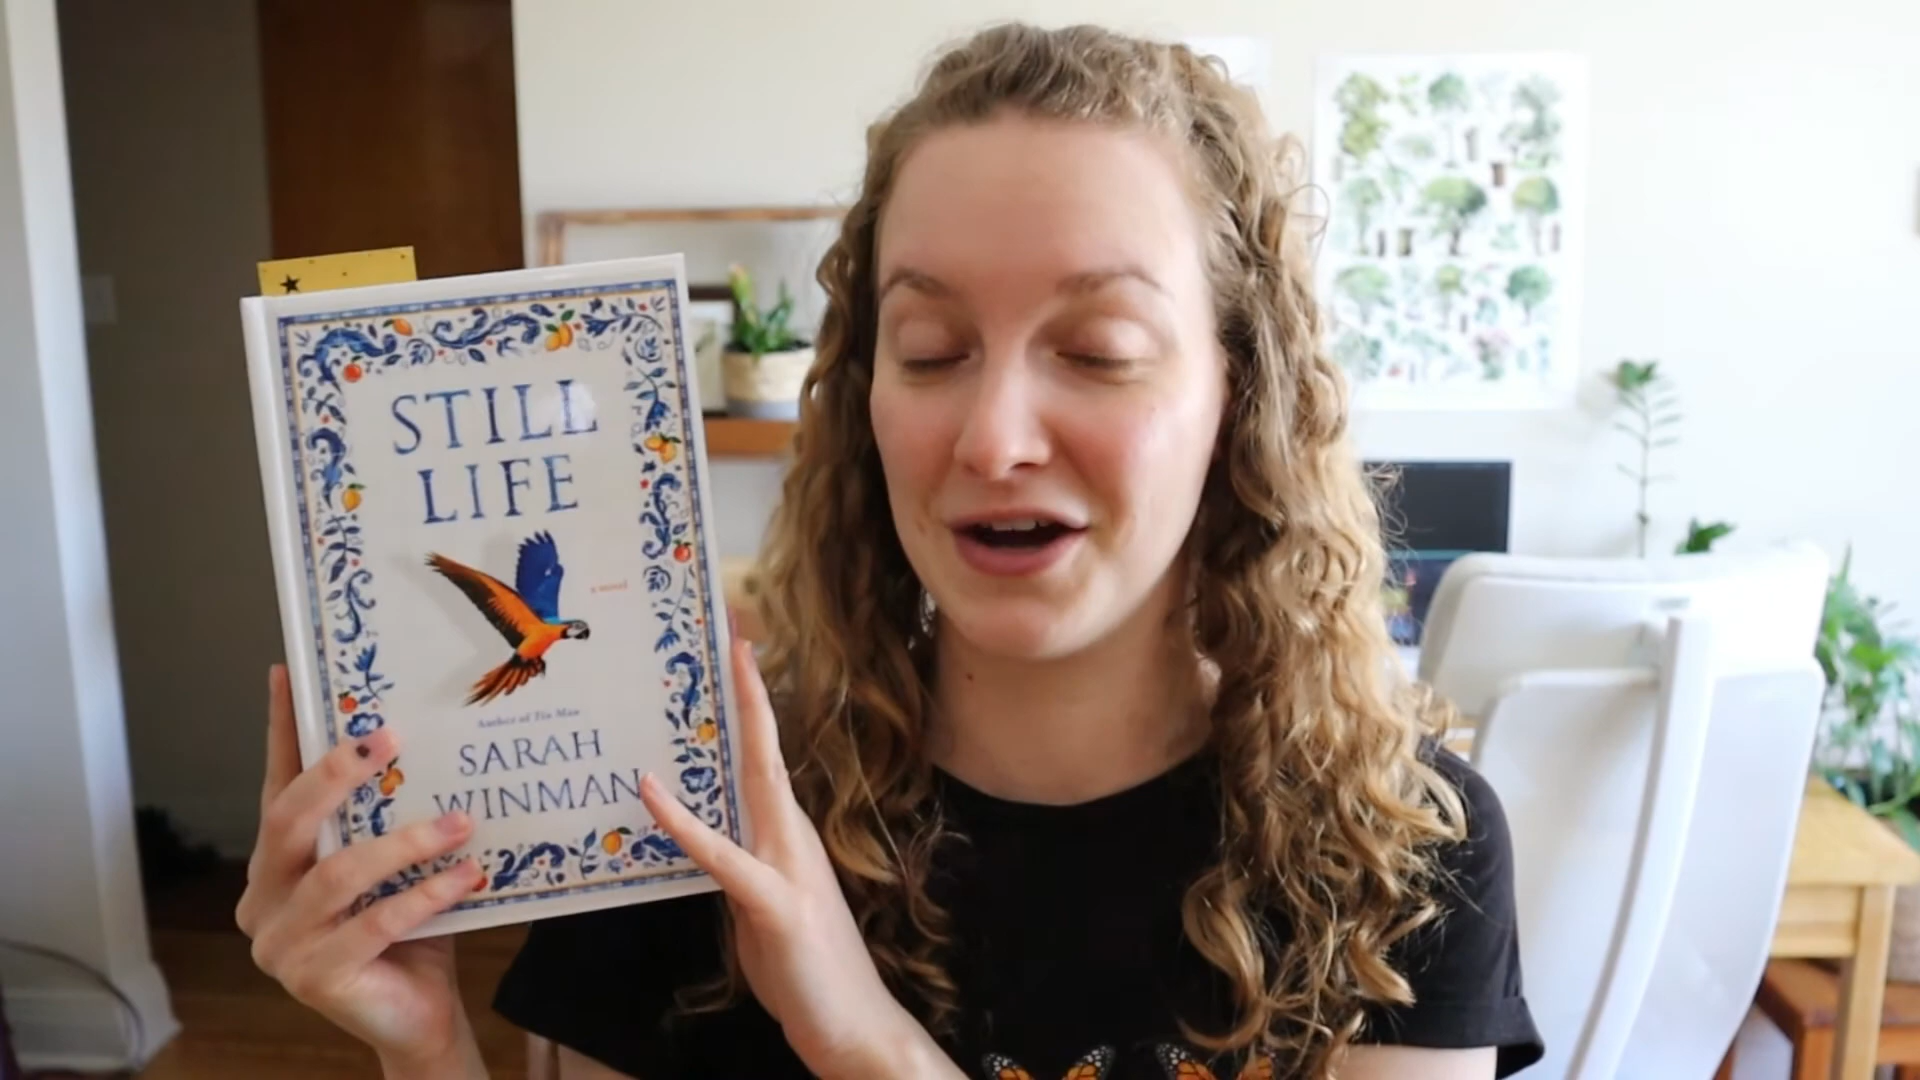 STILL
LIFE
a novel
Author of Tin Man
SARAH
WINMAN